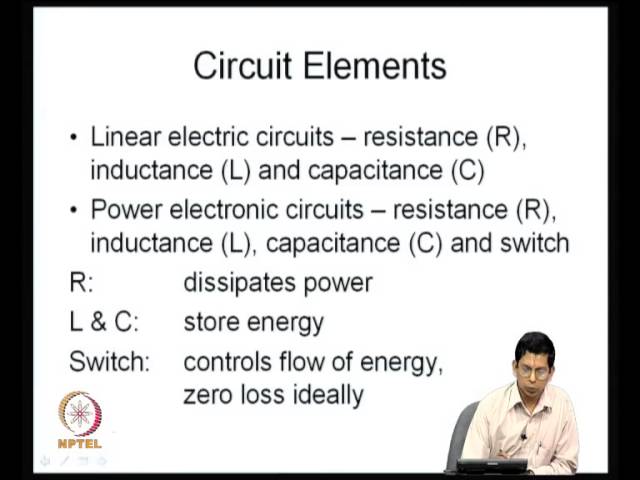 Circuit Elements
• Linear electric circuits – resistance (R),
inductance (L) and capacitance (C)
• Power electronic circuits – resistance (R),
inductance (L), capacitance (C) and switch
R: dissipates power
L & C: store energy
Switch: controls flow of energy,
zero loss ideally
NPTEL